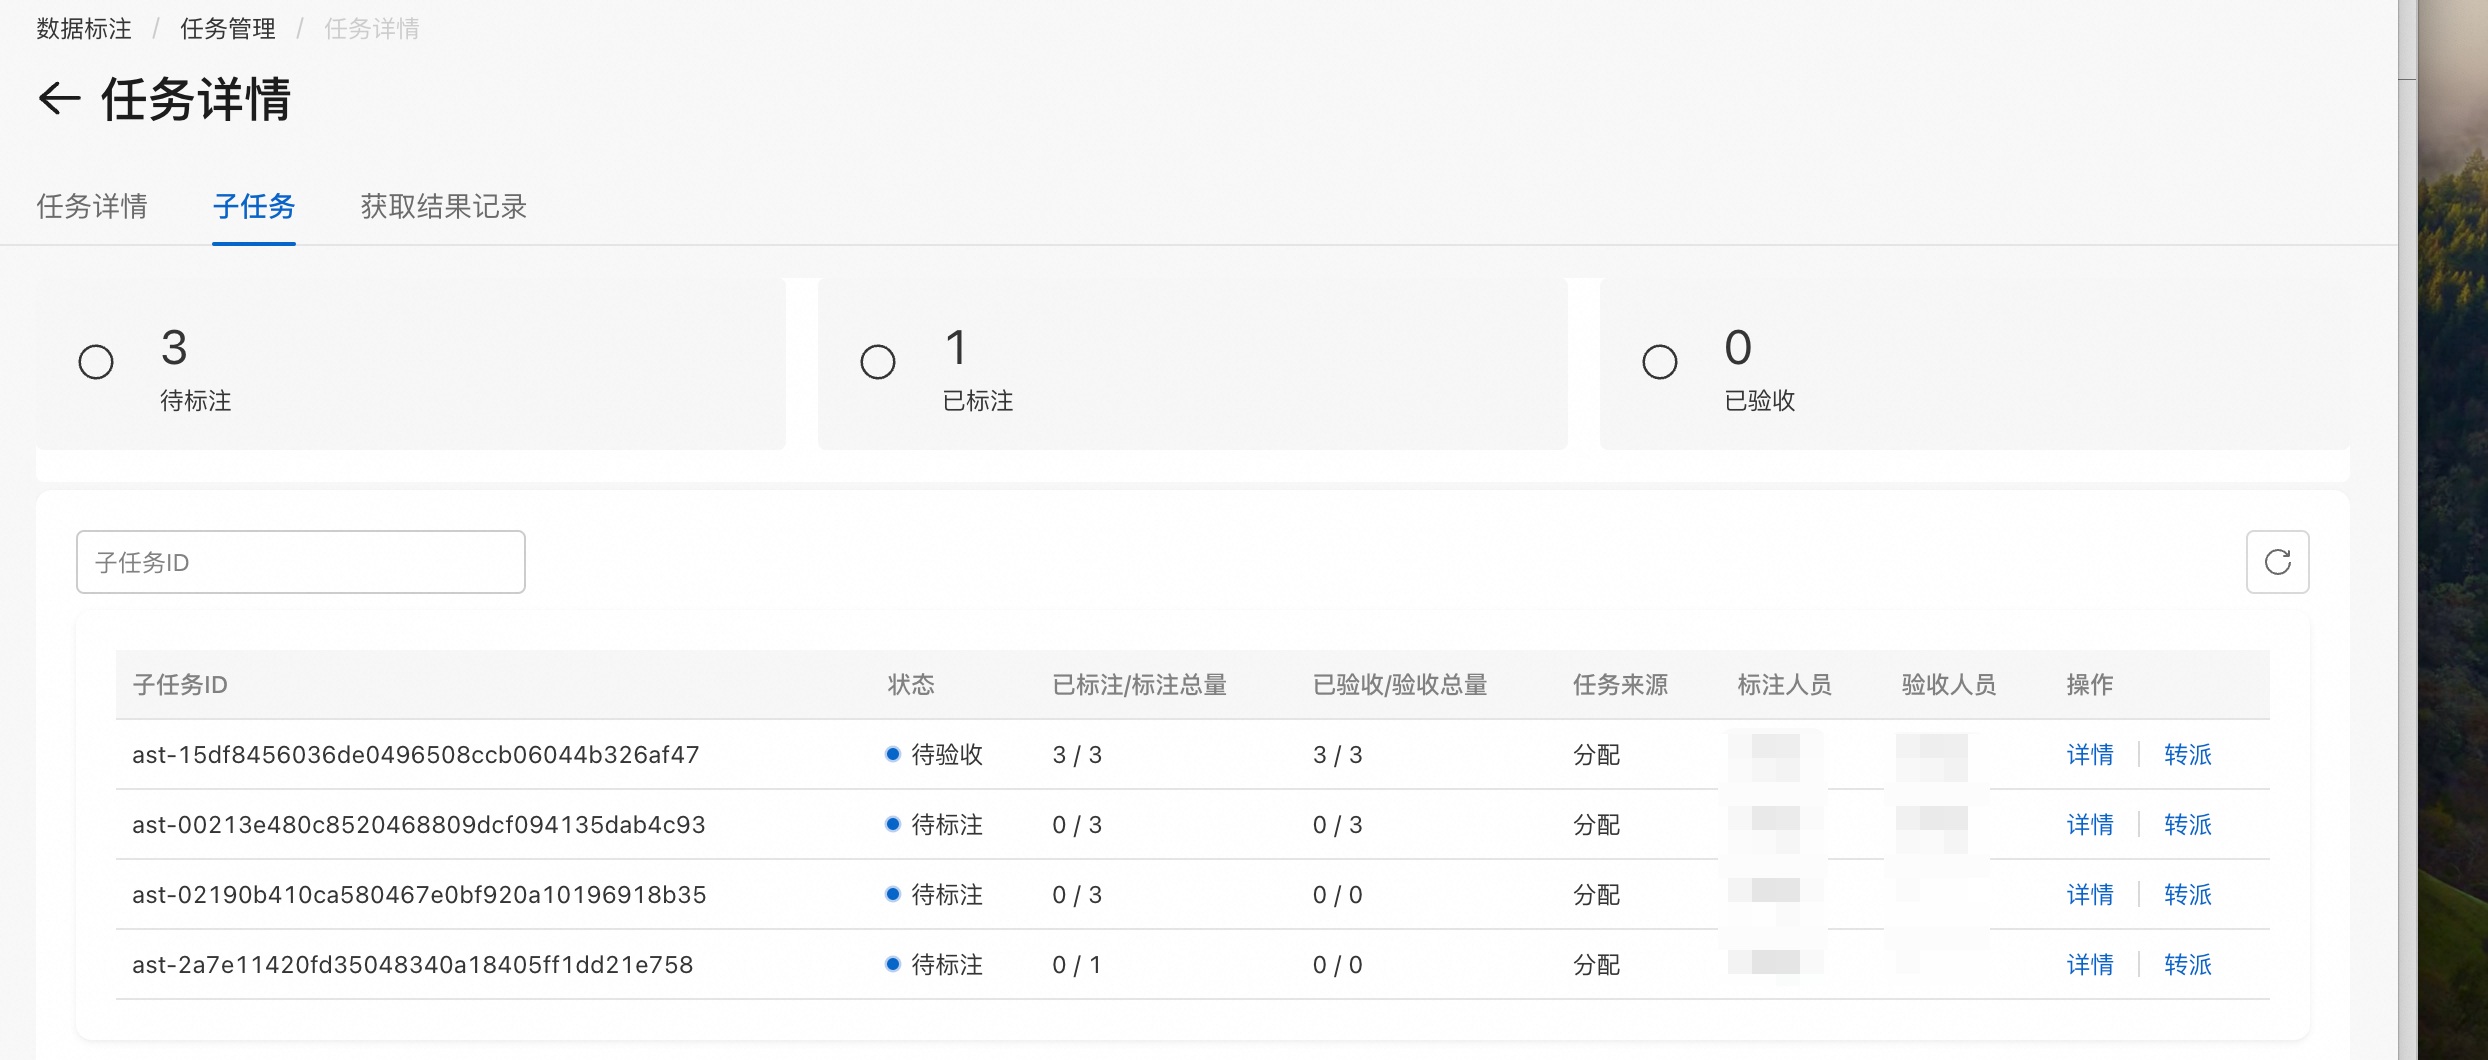 数据标注 / 任务管理 / 任务详情
任务详情
任务详情 子任务 获取结果记录
3
待标注
1
已标注
0
已验收
子任务ID
子任务ID 状态 已标注/标注总量 已验收/验收总量 任务来源 标注人员 验收人员 操作
ast-15df8456036de0496508ccb06044b326af47 待验收 3 / 3 3 / 3 分配 详情 转派
ast-00213e480c8520468809dcf094135dab4c93 待标注 0 / 3 0 / 3 分配 详情 转派
ast-02190b410ca580467e0bf920a10196918b35 待标注 0 / 3 0 / 0 分配 详情 转派
ast-2a7e11420fd35048340a18405ff1dd21e758 待标注 0 / 1 0 / 0 分配 详情 转派